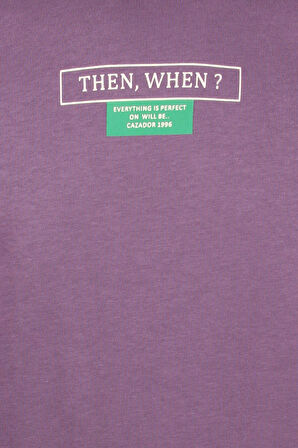 THEN, WHEN ?
EVERYTHING IS PERFECT
ON WILL BE..
CAZADOR 1996